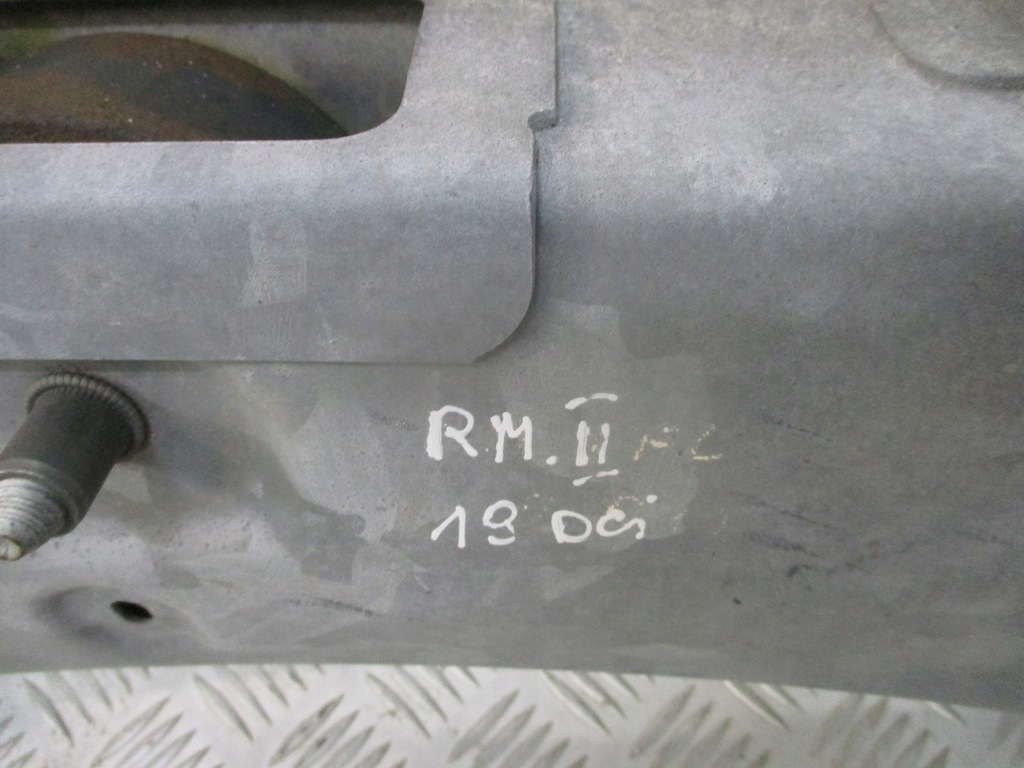 RM. II
19 DCi